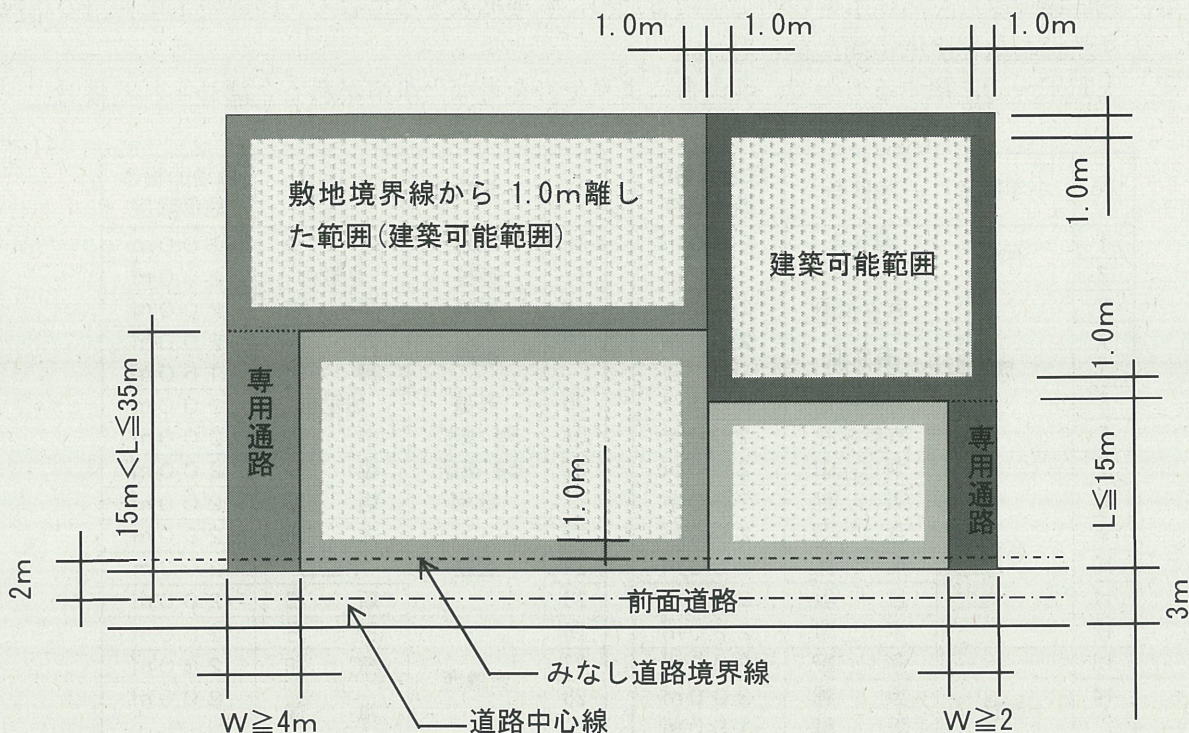 1.0m
1.0m
1.0m
敷地境界線から 1.0m離し
た範囲(建築可能範囲)
建築可能範囲
1.0m
1.0m
15m<L≦35m
専用通路
1.0m
専用通路
L≦15m
2m
前面道路
3m
みなし道路境界線
W≧4m
道路中心線
W≧2